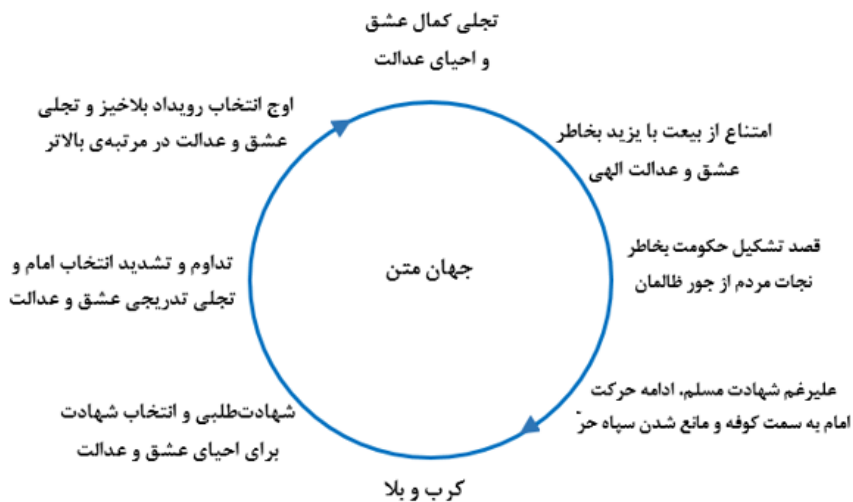 تجلی کمال عشق
و احیای عدالت
امتناع از بیعت با یزید بخاطر
عشق و عدالت الهی
قصد تشکیل حکومت بخاطر
نجات مردم از جور ظالمان
علیرغم شهادت مسلم، ادامه حرکت
امام به سمت کوفه و مانع شدن سپاه حرّ
کرب و بلا
شهادت‌طلبی و انتخاب شهادت
برای احیای عشق و عدالت
تداوم و تشدید انتخاب امام و
تجلی تدریجی عشق و عدالت
اوج انتخاب رویداد بلاخیز و تجلی
عشق و عدالت در مرتبه‌ی بالاتر
جهان متن